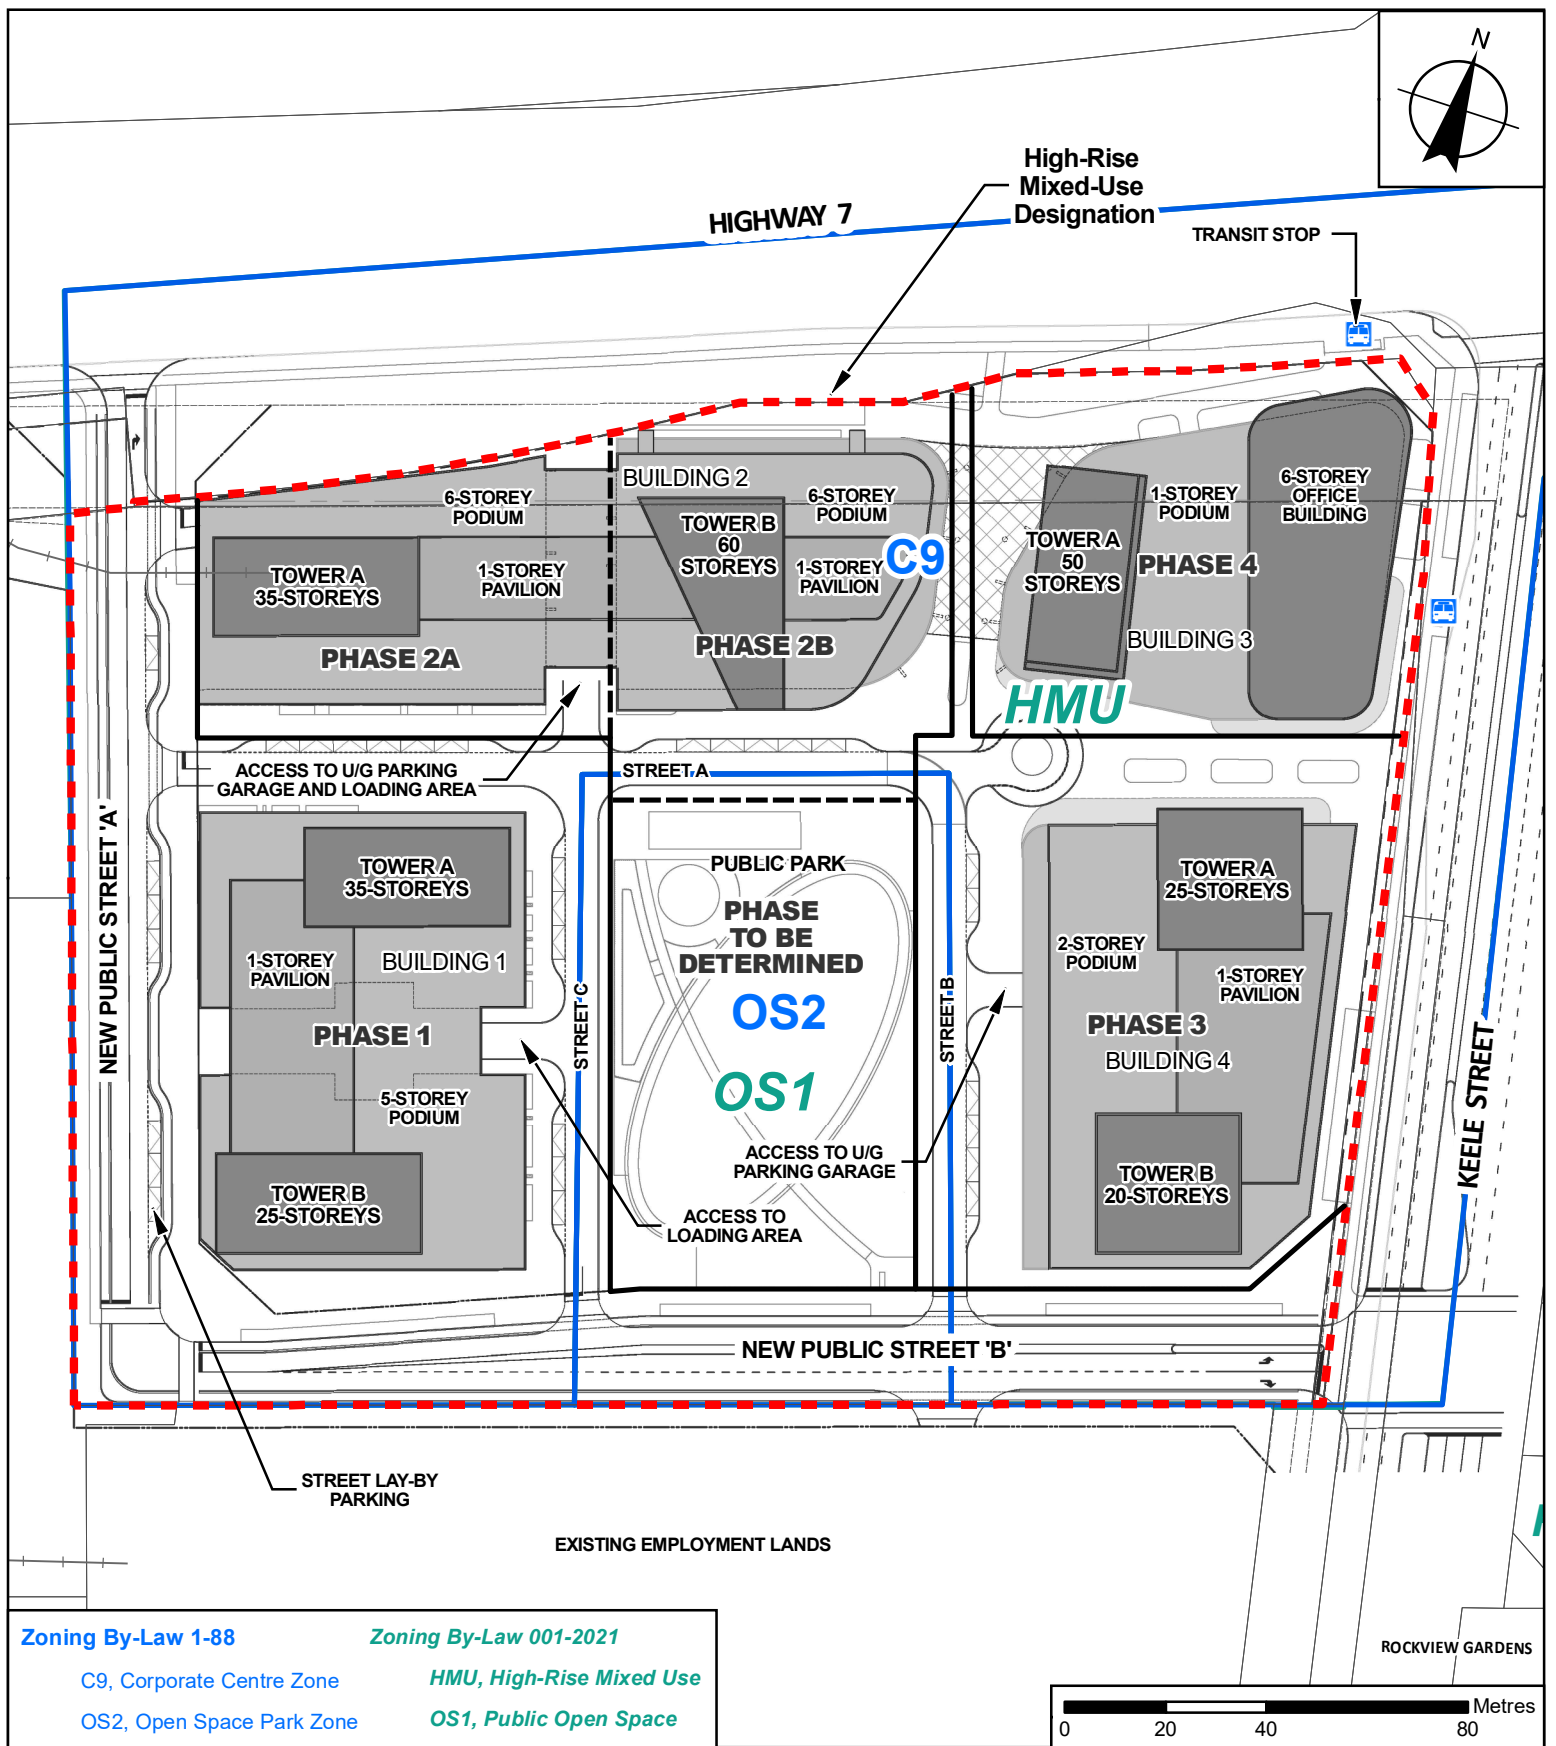 N
High-Rise
Mixed-Use
Designation
HIGHWAY 7
TRANSIT STOP
BUILDING 2
6-STOREY
PODIUM
6-STOREY
PODIUM
TOWER B
60
STOREYS
C9
1-STOREY
PODIUM
6-STOREY
OFFICE
BUILDING
TOWER A
50
STOREYS
PHASE 4
TOWER A
35-STOREYS
1-STOREY
PAVILION
1-STOREY
PAVILION
BUILDING 3
PHASE 2A
PHASE 2B
HMU
ACCESS TO U/G PARKING
GARAGE AND LOADING AREA
STREET A
NEW PUBLIC STREET 'A'
TOWER A
35-STOREYS
PUBLIC PARK
TOWER A
25-STOREYS
PHASE
TO BE
DETERMINED
1-STOREY
PAVILION
BUILDING 1
2-STOREY
PODIUM
1-STOREY
PAVILION
OS2
STREET C
STREET B
PHASE 1
PHASE 3
BUILDING 4
KEELE STREET
OS1
5-STOREY
PODIUM
ACCESS TO U/G
PARKING GARAGE
TOWER B
25-STOREYS
TOWER B
20-STOREYS
ACCESS TO
LOADING AREA
NEW PUBLIC STREET 'B'
STREET LAY-BY
PARKING
EXISTING EMPLOYMENT LANDS
ROCKVIEW GARDENS
Zoning By-Law 1-88
C9, Corporate Centre Zone
OS2, Open Space Park Zone
Zoning By-Law 001-2021
HMU, High-Rise Mixed Use
OS1, Public Open Space
Metres
0 20 40 80